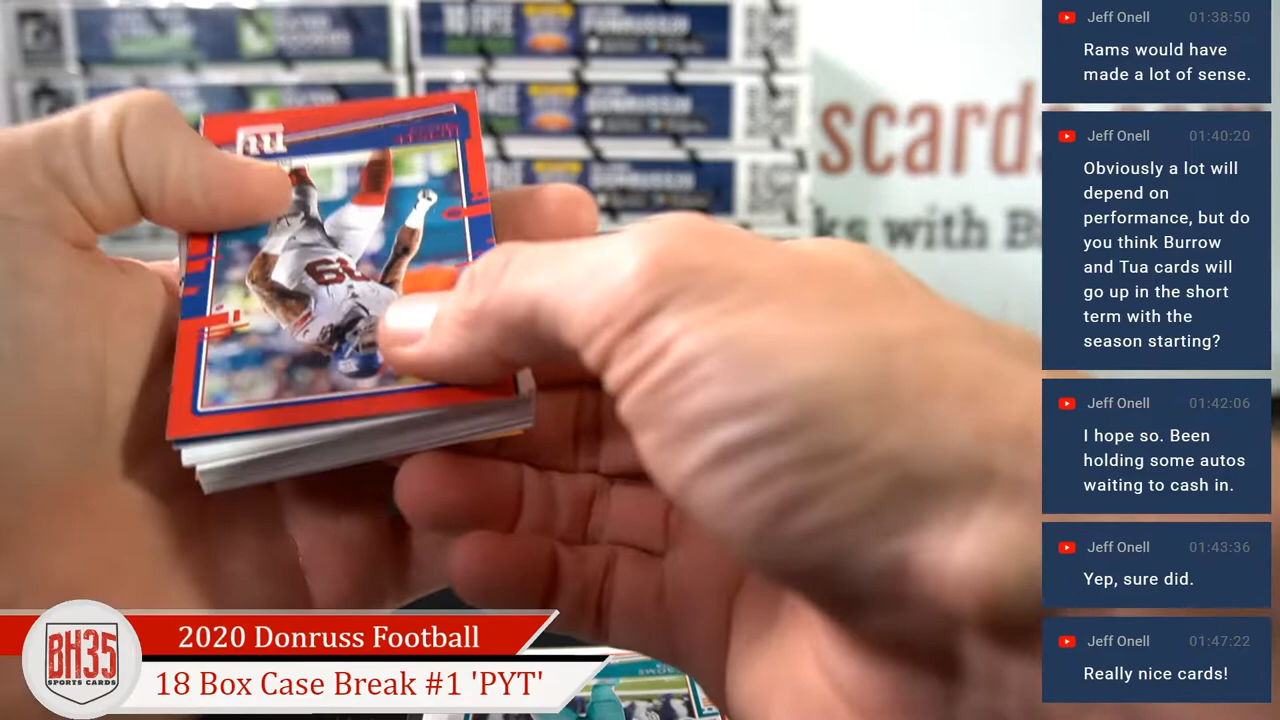 scard
ks with B
ny
Jeff Onell 01:38:50
Rams would have
made a lot of sense.
Jeff Onell 01:40:20
Obviously a lot will
depend on
performance, but do
you think Burrow
and Tua cards will
go up in the short
term with the
season starting?
Jeff Onell 01:42:06
I hope so. Been
holding some autos
waiting to cash in.
Jeff Onell 01:43:36
Yep, sure did.
Jeff Onell 01:47:22
Really nice cards!
BH35
SPORTS CARDS
2020 Donruss Football
18 Box Case Break #1 'PYT'